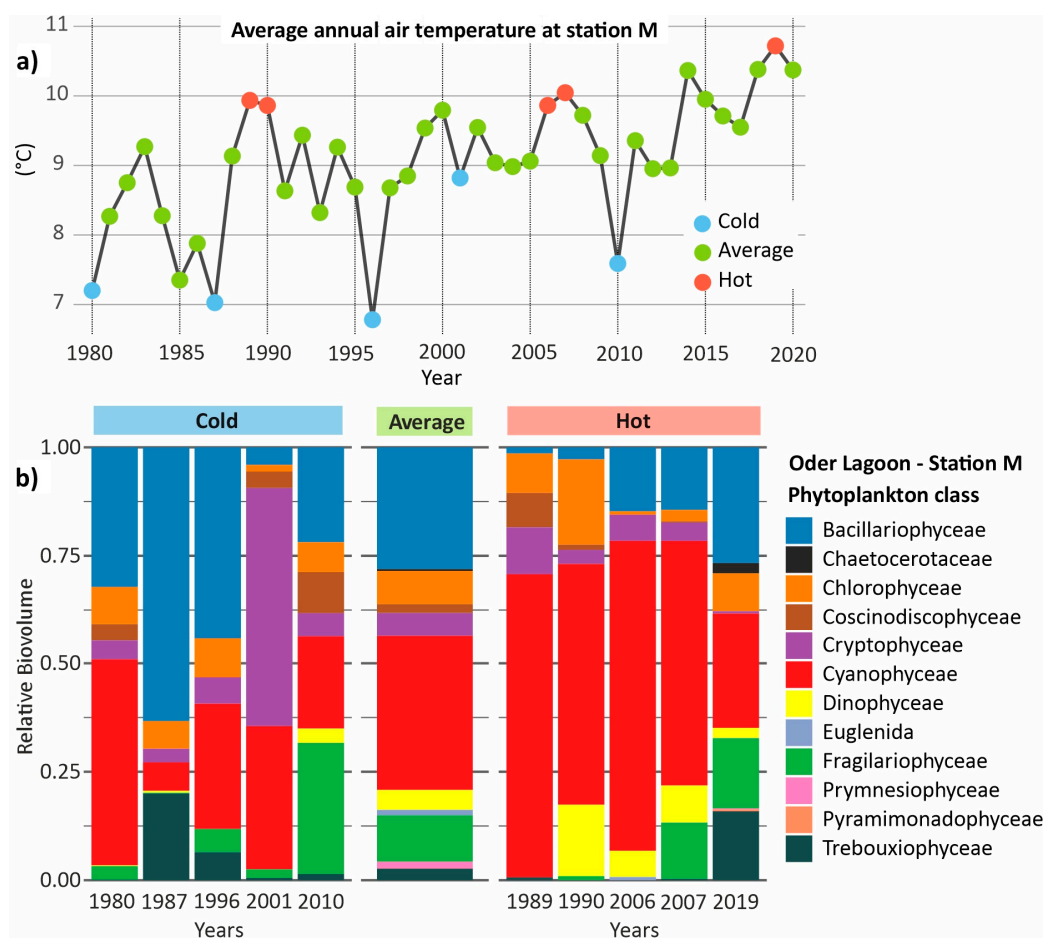 Average annual air temperature at station M
a)
11
10
9
8
7
(°C)
Cold
Average
Hot
1980 1985 1990 1995 2000 2005 2010 2015 2020
Year
Cold Average Hot
b)
1.00
0.75
0.50
0.25
0.00
Relative Biovolume
1980 1987 1996 2001 2010 1989 1990 2006 2007 2019
Years Years
Oder Lagoon - Station M
Phytoplankton class
Bacillariophyceae
Chaetocerotaceae
Chlorophyceae
Coscinodiscophyceae
Cryptophyceae
Cyanophyceae
Dinophyceae
Euglenida
Fragilariophyceae
Prymnesiophyceae
Pyramimonadophyceae
Trebouxiophyceae